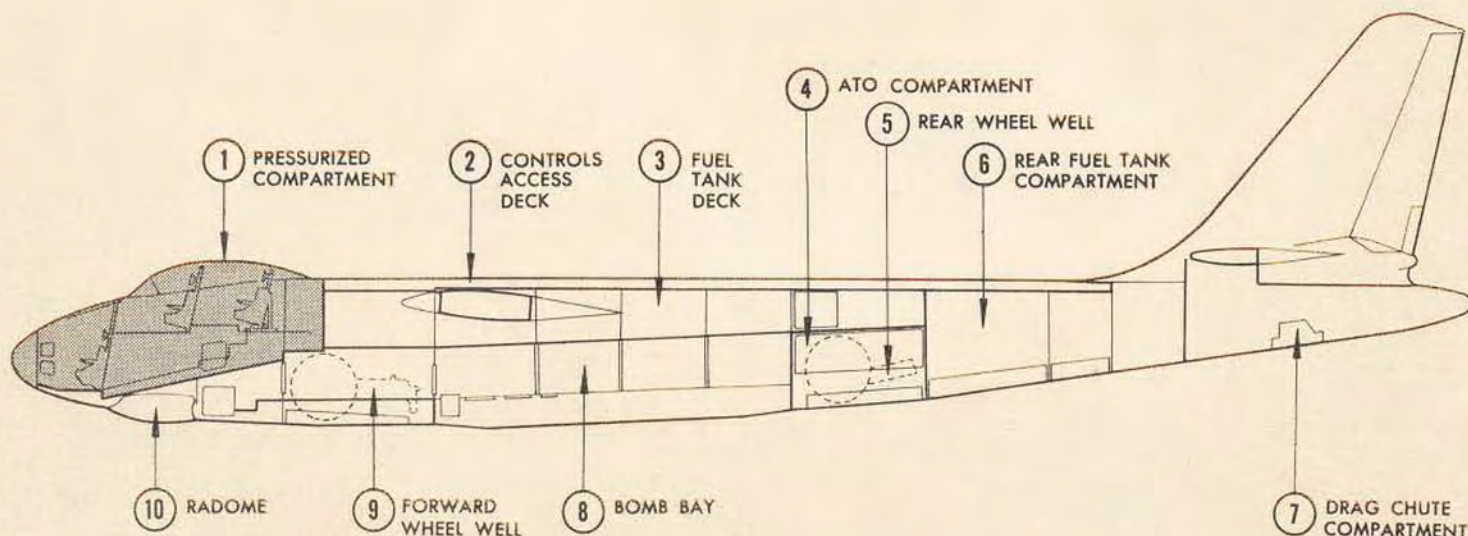 1 PRESSURIZED
COMPARTMENT
2 CONTROLS
ACCESS
DECK
3 FUEL
TANK
DECK
4 ATO COMPARTMENT
5 REAR WHEEL WELL
6 REAR FUEL TANK
COMPARTMENT
7 DRAG CHUTE
COMPARTMENT
8 BOMB BAY
9 FORWARD
WHEEL WELL
10 RADOME